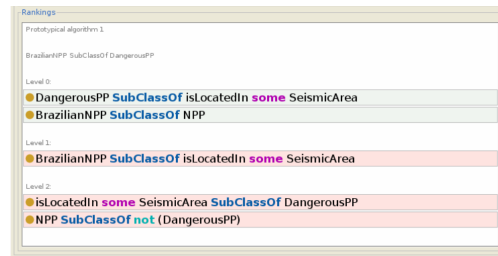 Rankings
Prototypical algorithm 1
BrazilianNPP SubClassOf DangerousPP
Level 0:
DangerousPP SubClassOf isLocatedIn some SeismicArea
BrazilianNPP SubClassOf NPP
Level 1:
BrazilianNPP SubClassOf isLocatedIn some SeismicArea
Level 2:
isLocatedIn some SeismicArea SubClassOf DangerousPP
NPP SubClassOf not (DangerousPP)